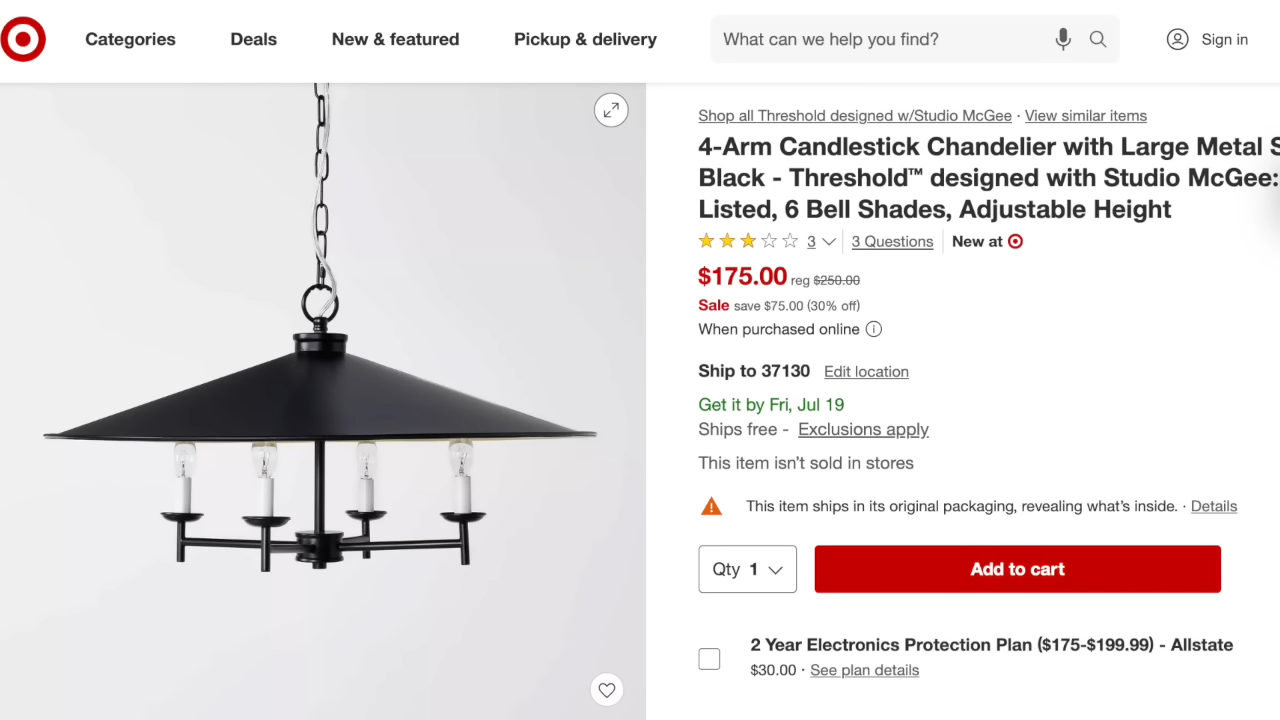 Categories
Deals
New & featured
Pickup & delivery
What can we help you find?
Sign in
Shop all Threshold designed w/Studio McGee · View similar items
4-Arm Candlestick Chandelier with Large Metal S
Black - Threshold™ designed with Studio McGee:
Listed, 6 Bell Shades, Adjustable Height
3
3 Questions
New at
$175.00 reg $250.00
Sale save $75.00 (30% off)
When purchased online
Ship to 37130 Edit location
Get it by Fri, Jul 19
Ships free - Exclusions apply
This item isn’t sold in stores
This item ships in its original packaging, revealing what’s inside. · Details
Qty 1
Add to cart
2 Year Electronics Protection Plan ($175-$199.99) - Allstate
$30.00 · See plan details